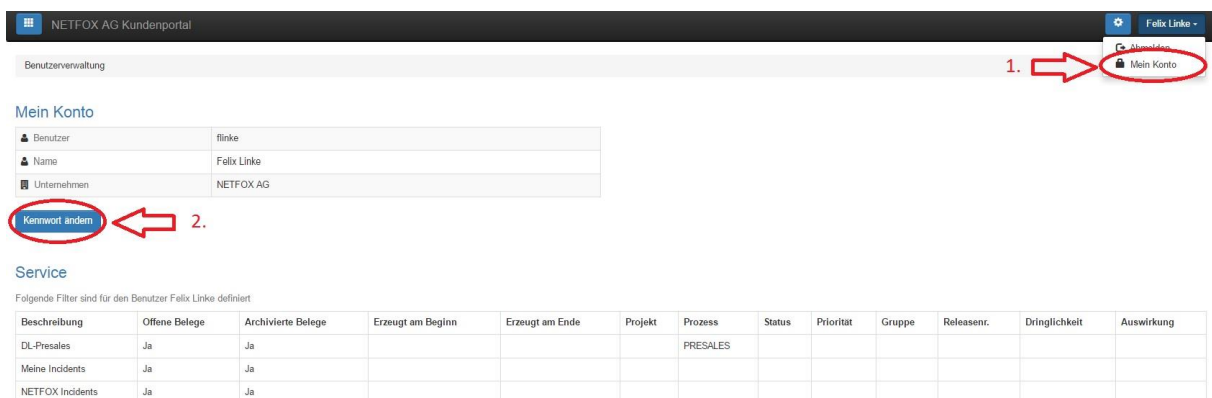 NETFOX AG Kundenportal
Felix Linke
Abmelden
Benutzerverwaltung
1.
Mein Konto
Mein Konto
Benutzer flinke
Name Felix Linke
Unternehmen NETFOX AG
Kennwort ändern
2.
Service
Folgende Filter sind für den Benutzer Felix Linke definiert
Beschreibung Offene Belege Archivierte Belege Erzeugt am Beginn Erzeugt am Ende Projekt Prozess Status Priorität Gruppe Releasenr. Dringlichkeit Auswirkung
DL-Presales Ja Ja PRESALES
Meine Incidents Ja Ja
NETFOX Incidents Ja Ja